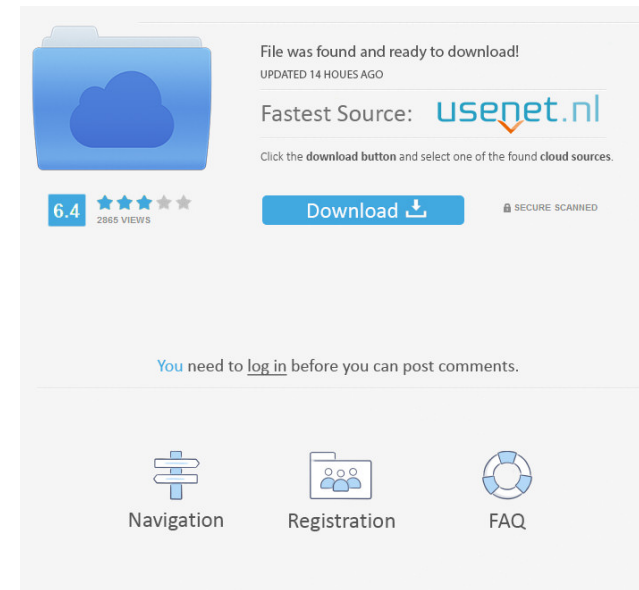 File was found and ready to download!
UPDATED 14 HOUES AGO
Fastest Source: usenet.nl
Click the download button and select one of the found cloud sources.
6.4
2865 VIEWS
Download
SECURE SCANNED
You need to log in before you can post comments.
Navigation
Registration
FAQ